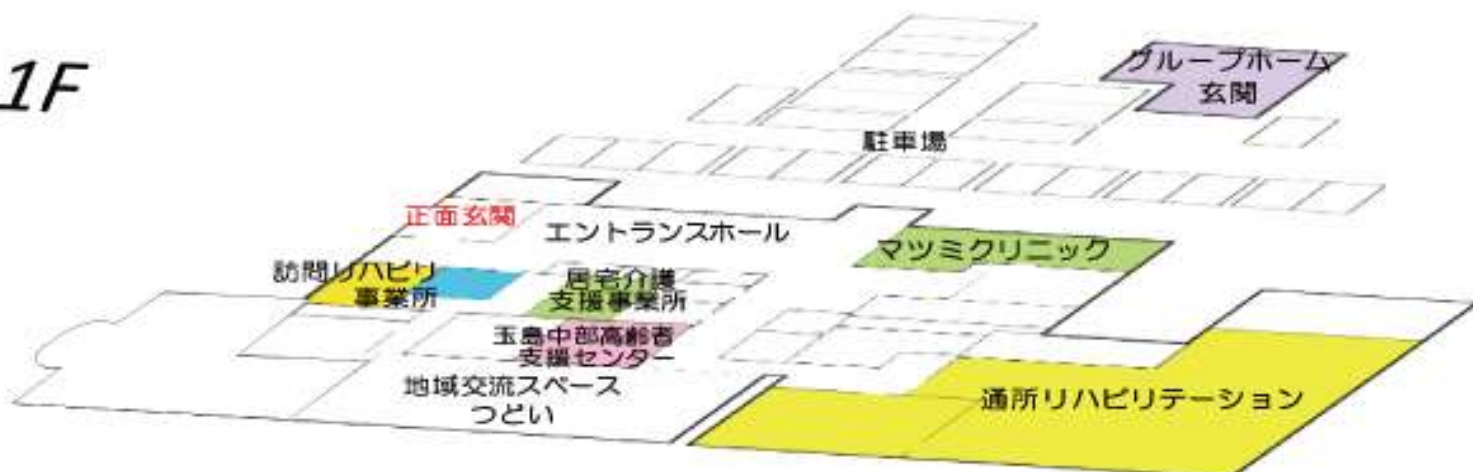 1F
グループホーム
玄関
駐車場
正面玄関
エントランスホール
マツミクリニック
訪問リハビリ
事業所
居宅介護
支援事業所
玉島中部高齢者
支援センター
地域交流スペース
つどい
通所リハビリテーション